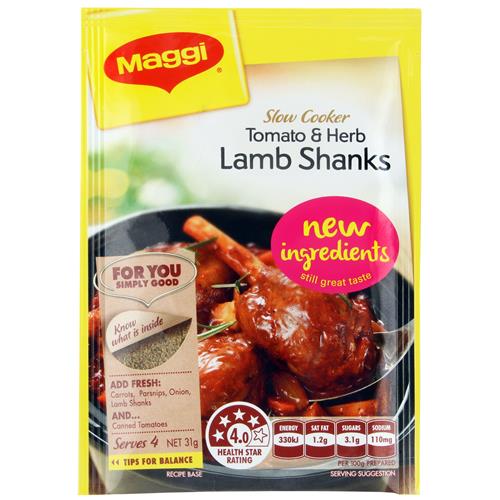 Maggi®
Slow Cooker
Tomato & Herb
Lamb Shanks
new
ingredients
still great taste
FOR YOU
SIMPLY GOOD
Know
what is inside
ADD FRESH:
Carrots, Parsnips, Onion,
Lamb Shanks
AND...
Canned Tomatoes
Serves 4 NET 31g
TIPS FOR BALANCE
RECIPE BASE
4.0
HEALTH STAR
RATING
ENERGY
330kJ
SAT FAT
1.2g
SUGARS
3.1g
SODIUM
110mg
PER 100g PREPARED
SERVING SUGGESTION